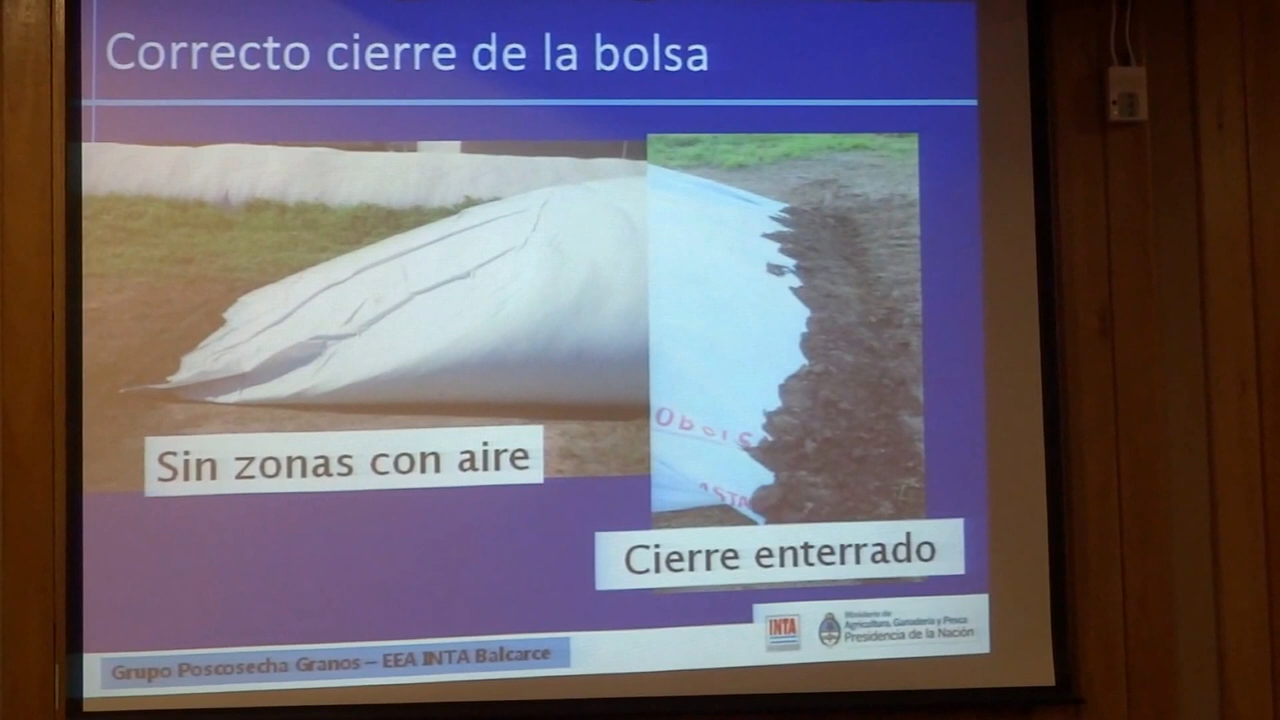 Correcto cierre de la bolsa
Sin zonas con aire
Cierre enterrado
INTA
Ministerio de
Agricultura, Ganadería y Pesca
Presidencia de la Nación
Grupo Poscosecha Granos – EEA INTA Balcarce